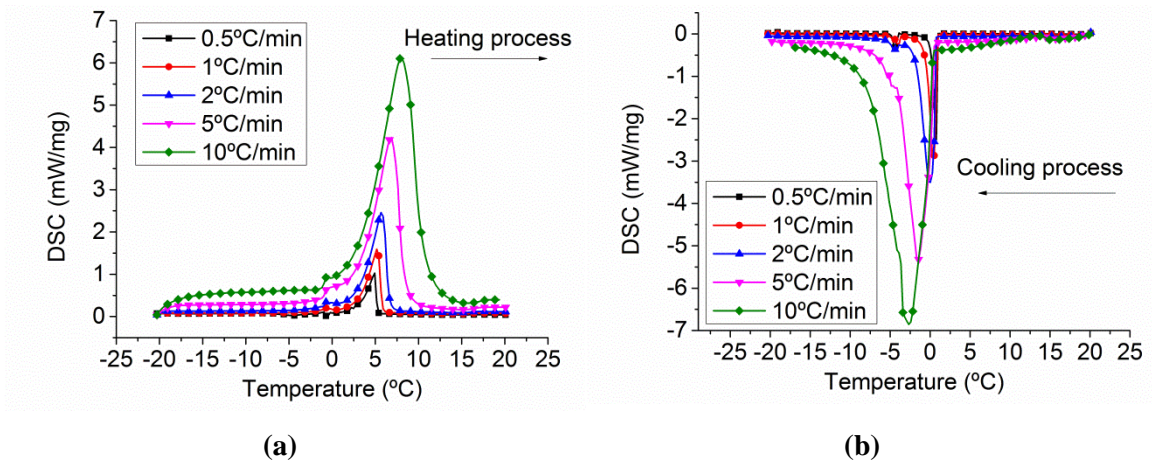 0.5ºC/min
1ºC/min
2ºC/min
5ºC/min
10ºC/min
Heating process
DSC (mW/mg)
7
6
5
4
3
2
1
0
-25 -20 -15 -10 -5 0 5 10 15 20 25
Temperature (ºC)
(a)
0
-1
-2
-3
-4
-5
-6
-7
DSC (mW/mg)
Cooling process
0.5ºC/min
1ºC/min
2ºC/min
5ºC/min
10ºC/min
-25 -20 -15 -10 -5 0 5 10 15 20 25
Temperature (ºC)
(b)